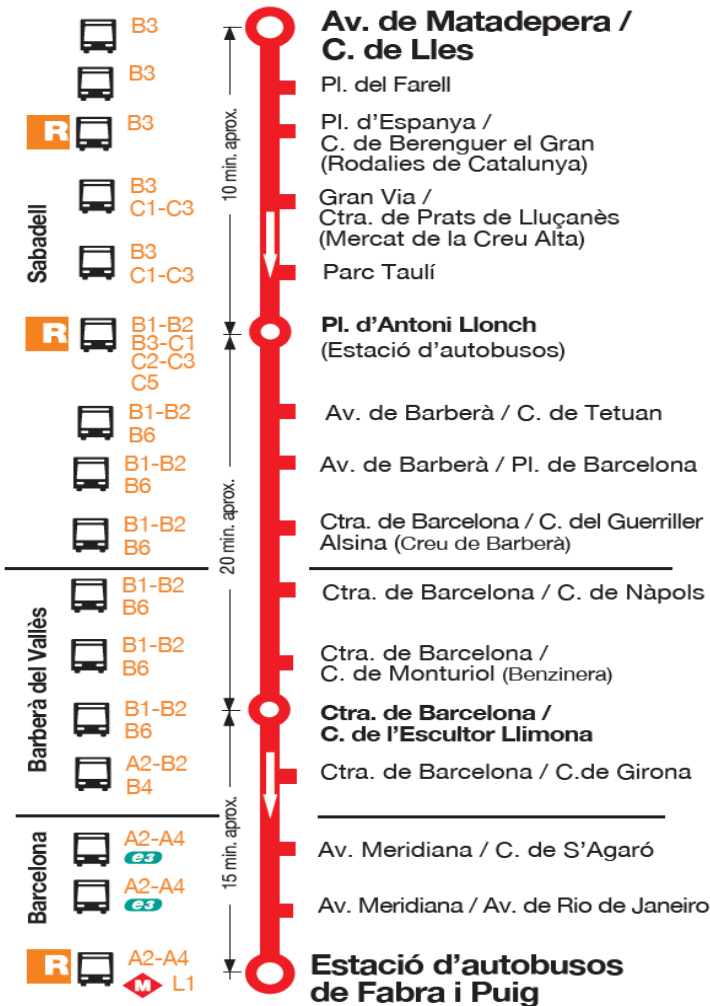 B3
Av. de Matadepera /
C. de Lles
B3
Pl. del Farell
R
B3
Pl. d'Espanya /
C. de Berenguer el Gran
(Rodalies de Catalunya)
10 min. aprox.
B3
C1-C3
Gran Via /
Ctra. de Prats de Lluçanès
(Mercat de la Creu Alta)
Sabadell
B3
C1-C3
Parc Taulí
R
B1-B2
B3-C1
C2-C3
C5
Pl. d'Antoni Llonch
(Estació d'autobusos)
B1-B2
B6
Av. de Barberà / C. de Tetuan
B1-B2
B6
Av. de Barberà / Pl. de Barcelona
20 min. aprox.
B1-B2
B6
Ctra. de Barcelona / C. del Guerriller
Alsina (Creu de Barberà)
B1-B2
B6
Ctra. de Barcelona / C. de Nàpols
Barberà del Vallès
B1-B2
B6
Ctra. de Barcelona /
C. de Monturiol (Benzinera)
B1-B2
B6
Ctra. de Barcelona /
C. de l'Escultor Llimona
A2-B2
B4
Ctra. de Barcelona / C.de Girona
15 min. aprox.
Barcelona
A2-A4
e3
Av. Meridiana / C. de S'Agaró
A2-A4
e3
Av. Meridiana / Av. de Rio de Janeiro
R
A2-A4
M L1
Estació d'autobusos
de Fabra i Puig